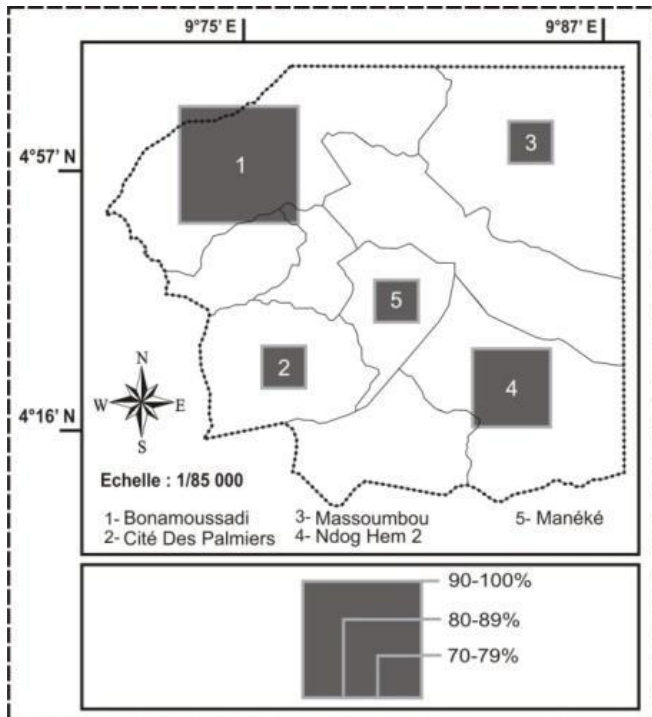 9°75' E 9°87' E
4°57' N
1
3
5
2
4
N
W E
S
4°16' N
Echelle : 1/85 000
1- Bonamoussadi 3- Massoumbou 5- Manéké
2- Cité Des Palmiers 4- Ndog Hem 2
90-100%
80-89%
70-79%